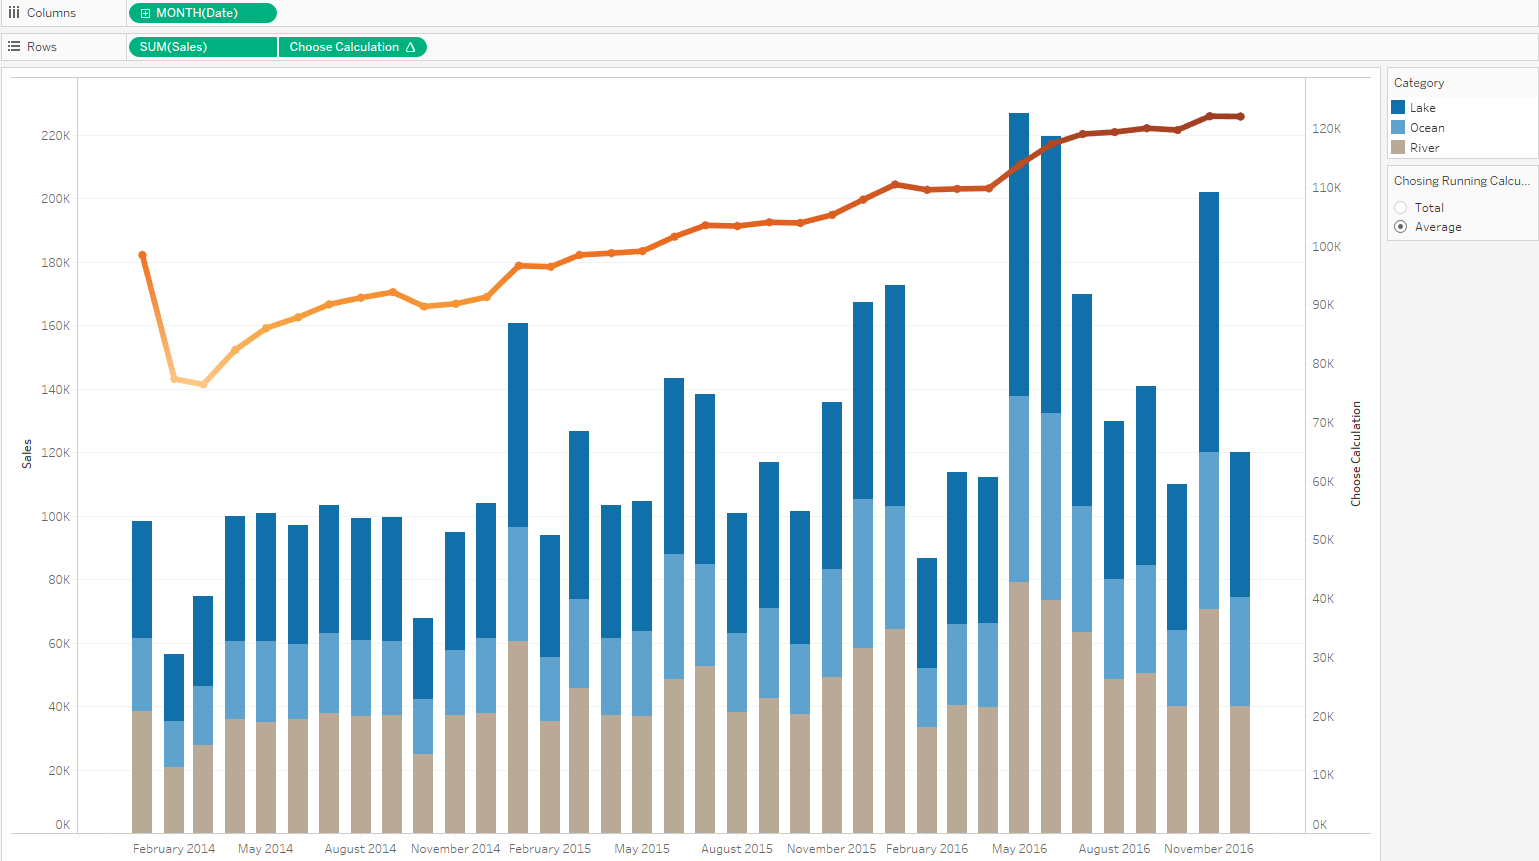 Columns
MONTH(Date)
Rows
SUM(Sales)
Choose Calculation
Category
Lake
Ocean
River
Chosing Running Calcu...
Total
Average
Sales
220K
200K
180K
160K
140K
120K
100K
80K
60K
40K
20K
0K
Choose Calculation
120K
110K
100K
90K
80K
70K
60K
50K
40K
30K
20K
10K
0K
February 2014 May 2014 August 2014 November 2014 February 2015 May 2015 August 2015 November 2015 February 2016 May 2016 August 2016 November 2016